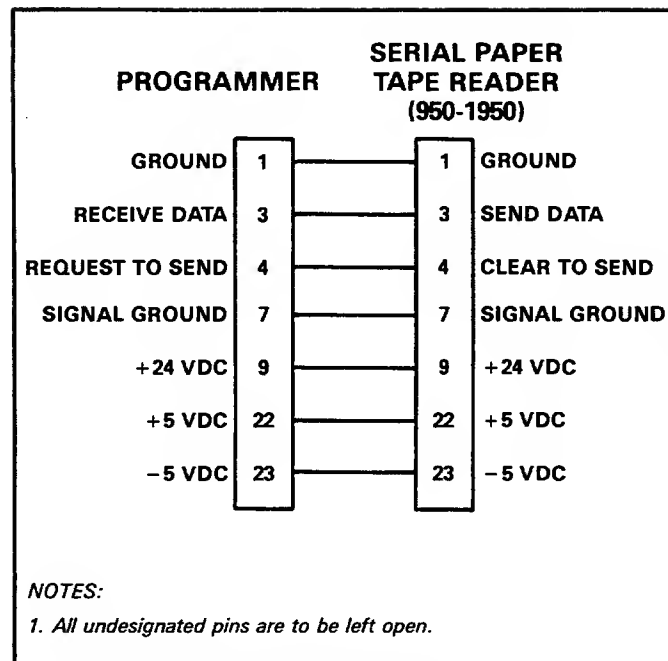 PROGRAMMER
SERIAL PAPER
TAPE READER
(950-1950)
GROUND 1 1 GROUND
RECEIVE DATA 3 3 SEND DATA
REQUEST TO SEND 4 4 CLEAR TO SEND
SIGNAL GROUND 7 7 SIGNAL GROUND
+24 VDC 9 9 +24 VDC
+5 VDC 22 22 +5 VDC
−5 VDC 23 23 −5 VDC
NOTES:
1. All undesignated pins are to be left open.